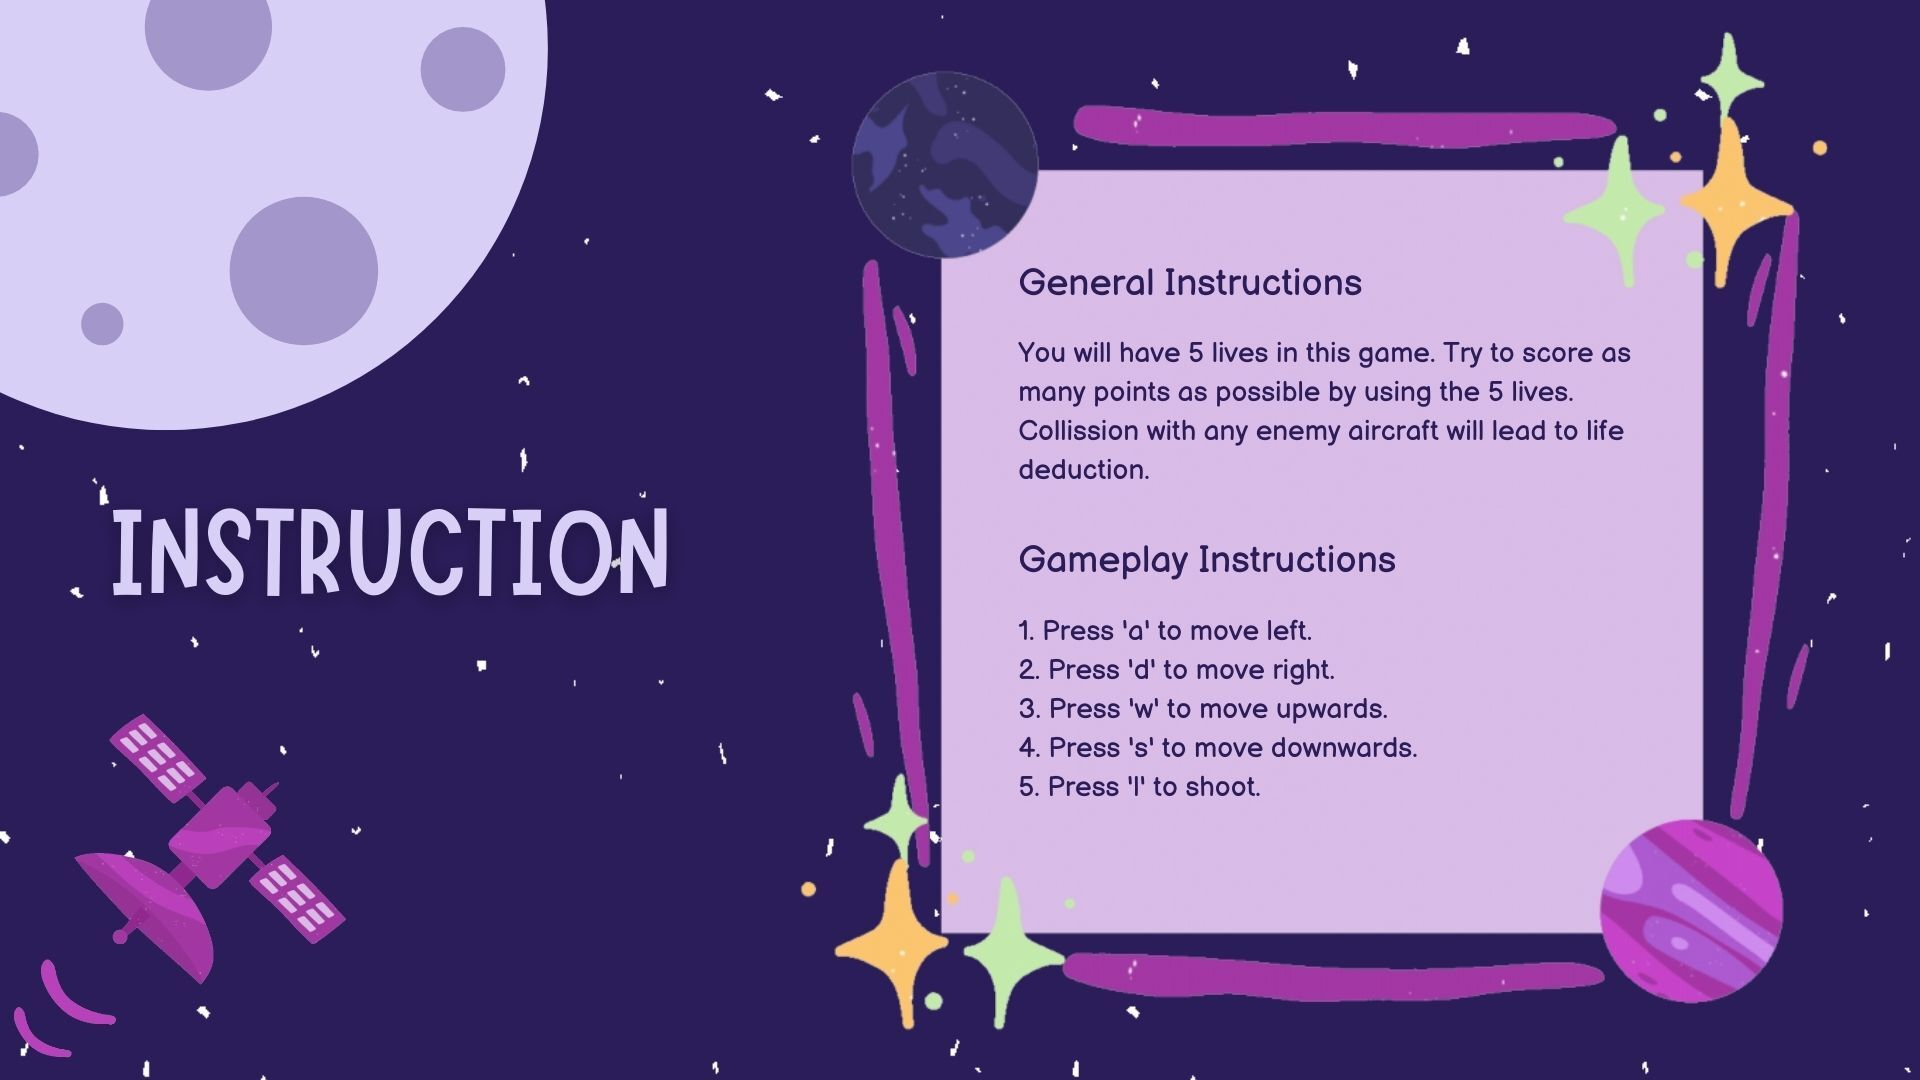 INSTRUCTION
General Instructions
You will have 5 lives in this game. Try to score as
many points as possible by using the 5 lives.
Collission with any enemy aircraft will lead to life
deduction.
Gameplay Instructions
1. Press 'a' to move left.
2. Press 'd' to move right.
3. Press 'w' to move upwards.
4. Press 's' to move downwards.
5. Press 'l' to shoot.